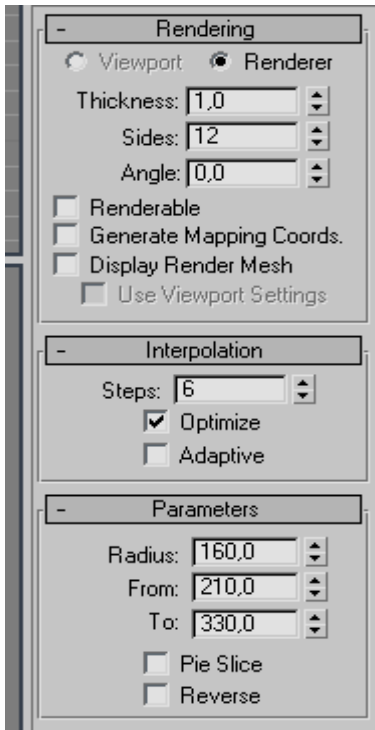 - Rendering
Viewport Renderer
Thickness: 1,0
Sides: 12
Angle: 0,0
Renderable
Generate Mapping Coords.
Display Render Mesh
Use Viewport Settings
- Interpolation
Steps: 6
Optimize
Adaptive
- Parameters
Radius: 160,0
From: 210,0
To: 330,0
Pie Slice
Reverse